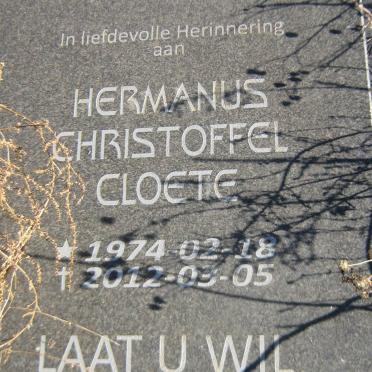 In liefdevolle Herinnering
aan
HERMANUS
CHRISTOFFEL
CLOETE
★ 1974-02-18
† 2012-03-05
LAAT U WIL